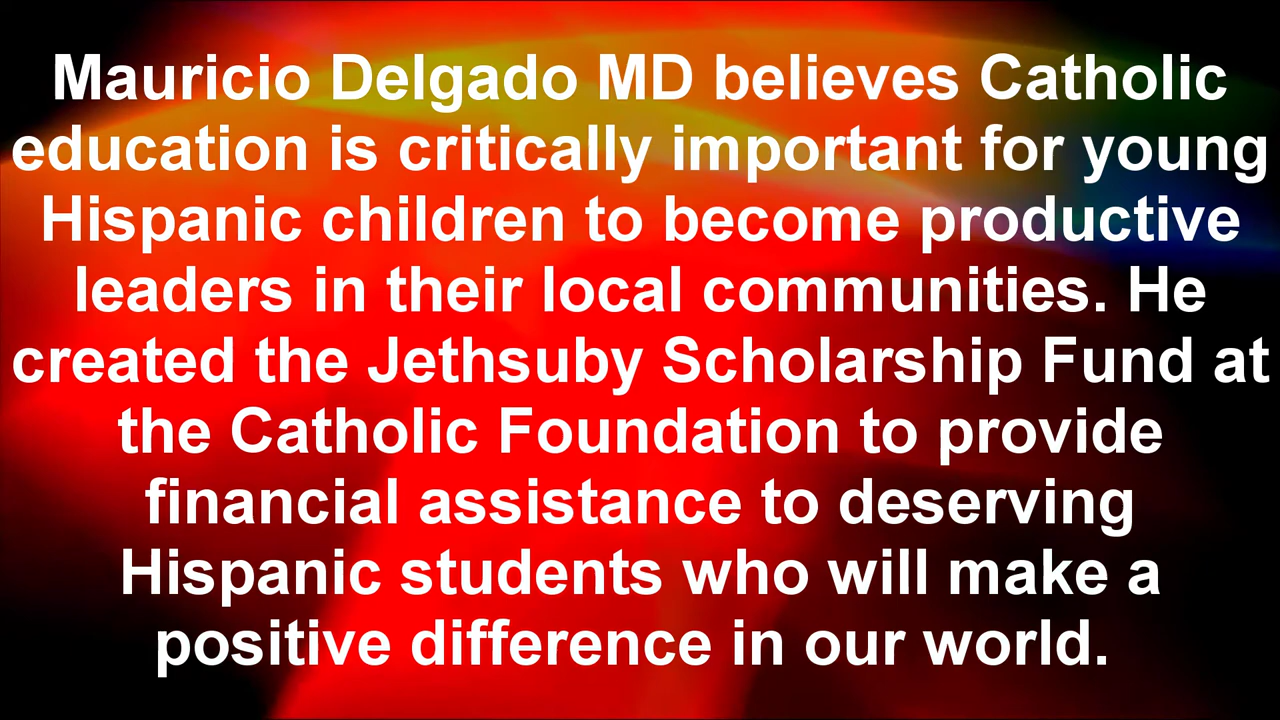 Mauricio Delgado MD believes Catholic
education is critically important for young
Hispanic children to become productive
leaders in their local communities. He
created the Jethsuby Scholarship Fund at
the Catholic Foundation to provide
financial assistance to deserving
Hispanic students who will make a
positive difference in our world.